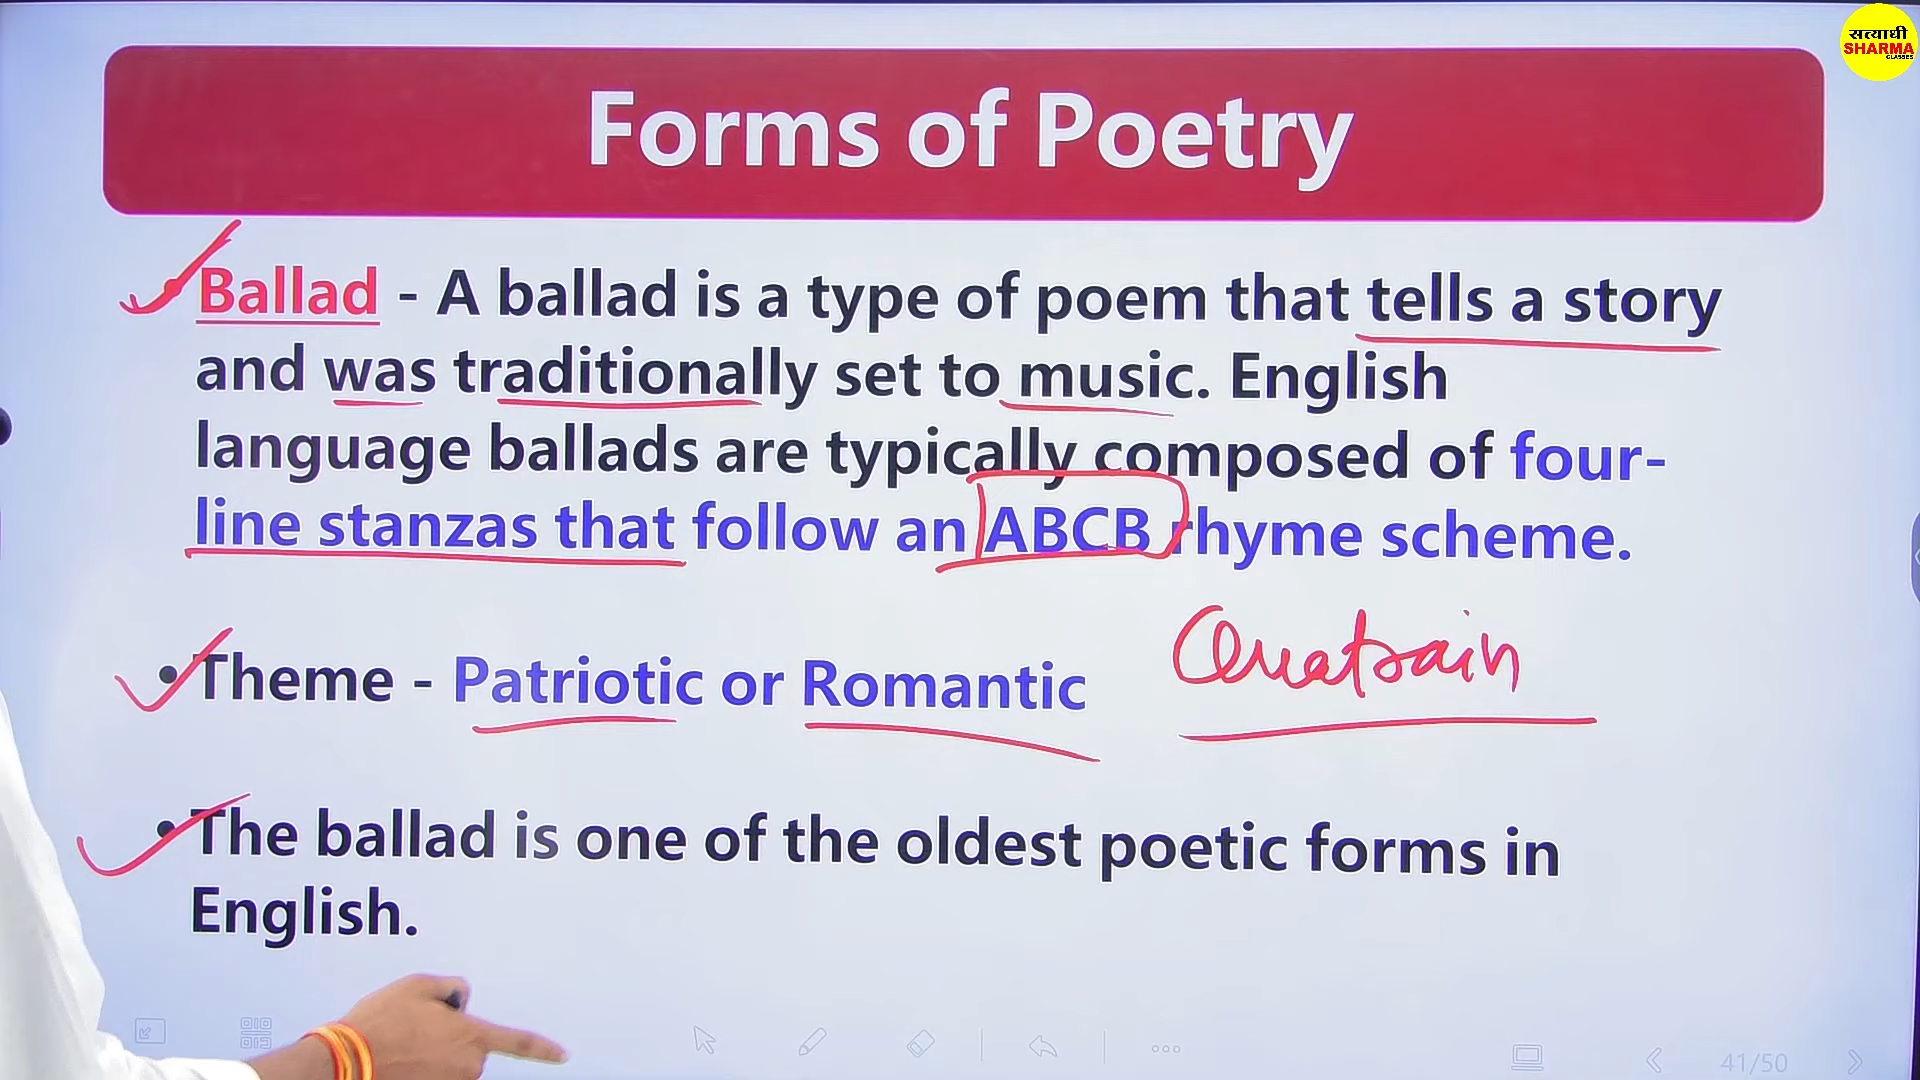 सत्याधी
SHARMA
CLASSES
Forms of Poetry
Ballad - A ballad is a type of poem that tells a story
and was traditionally set to music. English
language ballads are typically composed of four-
line stanzas that follow an ABCB rhyme scheme.
Quatrain
• Theme - Patriotic or Romantic
• The ballad is one of the oldest poetic forms in
English.
41/50